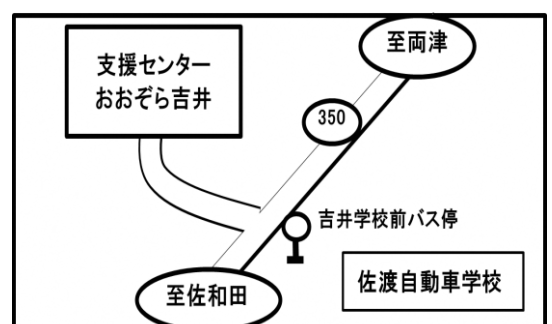 至両津
支援センター
おおぞら吉井
350
吉井学校前バス停
佐渡自動車学校
至佐和田